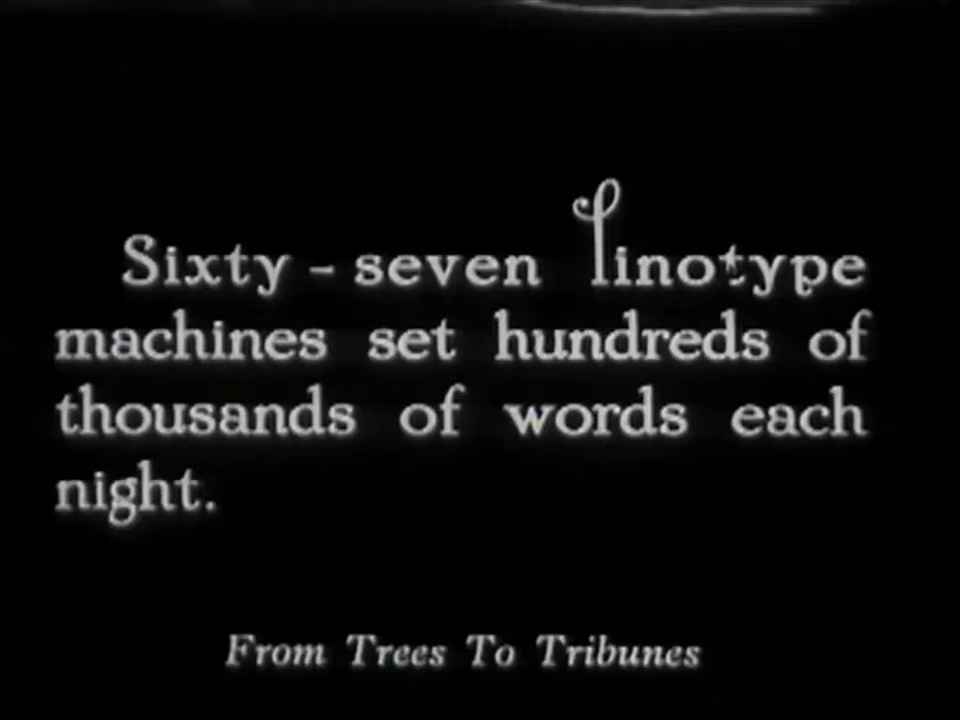 Sixty - seven Linotype
machines set hundreds of
thousands of words each
night.
From Trees To Tribunes